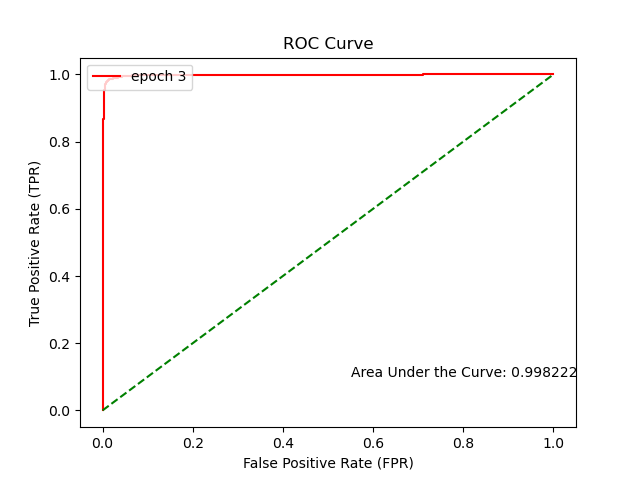 ROC Curve
epoch 3
1.0
0.8
0.6
0.4
0.2
0.0
True Positive Rate (TPR)
Area Under the Curve: 0.998222
0.0 0.2 0.4 0.6 0.8 1.0
False Positive Rate (FPR)